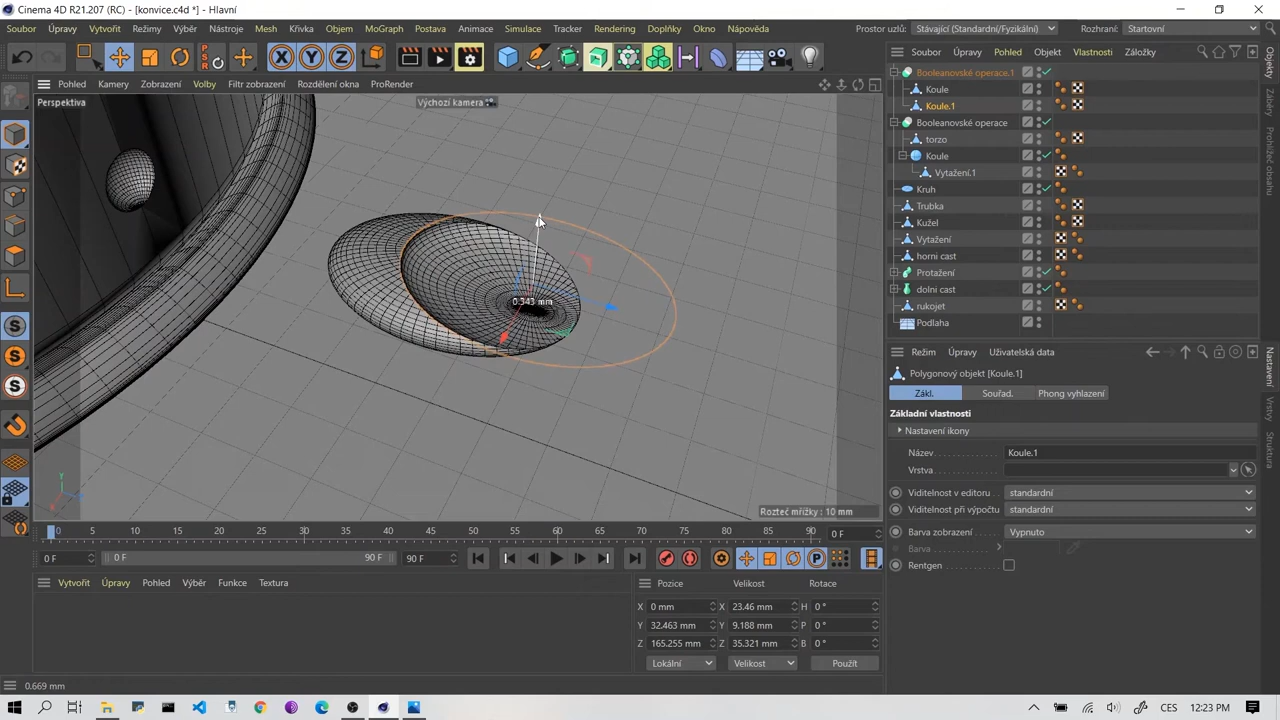 Cinema 4D R21.207 (RC) - [konvice.c4d *] - Hlavní
Soubor Úpravy Vytvořit Režimy Výběr Nástroje Mesh Křivka Objem MoGraph Postava Animace Simulace Tracker Rendering Doplňky Okno Nápověda
Prostor uzlů: Stávající (Standardní/Fyzikální) Rozhraní: Startovní
Pohled Kamery Zobrazení Volby Filtr zobrazení Rozdělení okna ProRender
Perspektiva
Výchozí kamera
0.343 mm
Rozteč mřížky : 10 mm
Soubor Úpravy Pohled Objekt Vlastnosti Záložky
Booleanovské operace.1
Koule
Koule.1
Booleanovské operace
torzo
Koule
Vytažení.1
Kruh
Trubka
Kužel
Vytažení
horni cast
Protažení
dolni cast
rukojet
Podlaha
Objekty
Záběry
Prohlížeč obsahu
Režim Úpravy Uživatelská data
Polygonový objekt [Koule.1]
Zákl. Souřad. Phong vyhlazení
Základní vlastnosti
Nastavení ikony
Název Koule.1
Vrstva
Viditelnost v editoru standardní
Viditelnost při výpočtu standardní
Barva zobrazení Vypnuto
Barva
Rentgen
Nastavení
Vrstvy
Struktura
0 5 10 15 20 25 30 35 40 45 50 55 60 65 70 75 80 85 90 0 F
0 F 0 F 90 F 90 F
Vytvořit Úpravy Pohled Výběr Funkce Textura
Pozice Velikost Rotace
X 0 mm X 23.46 mm H 0 °
Y 32.463 mm Y 9.188 mm P 0 °
Z 165.255 mm Z 35.321 mm B 0 °
Lokální Velikost Použít
0.669 mm
CES 12:23 PM